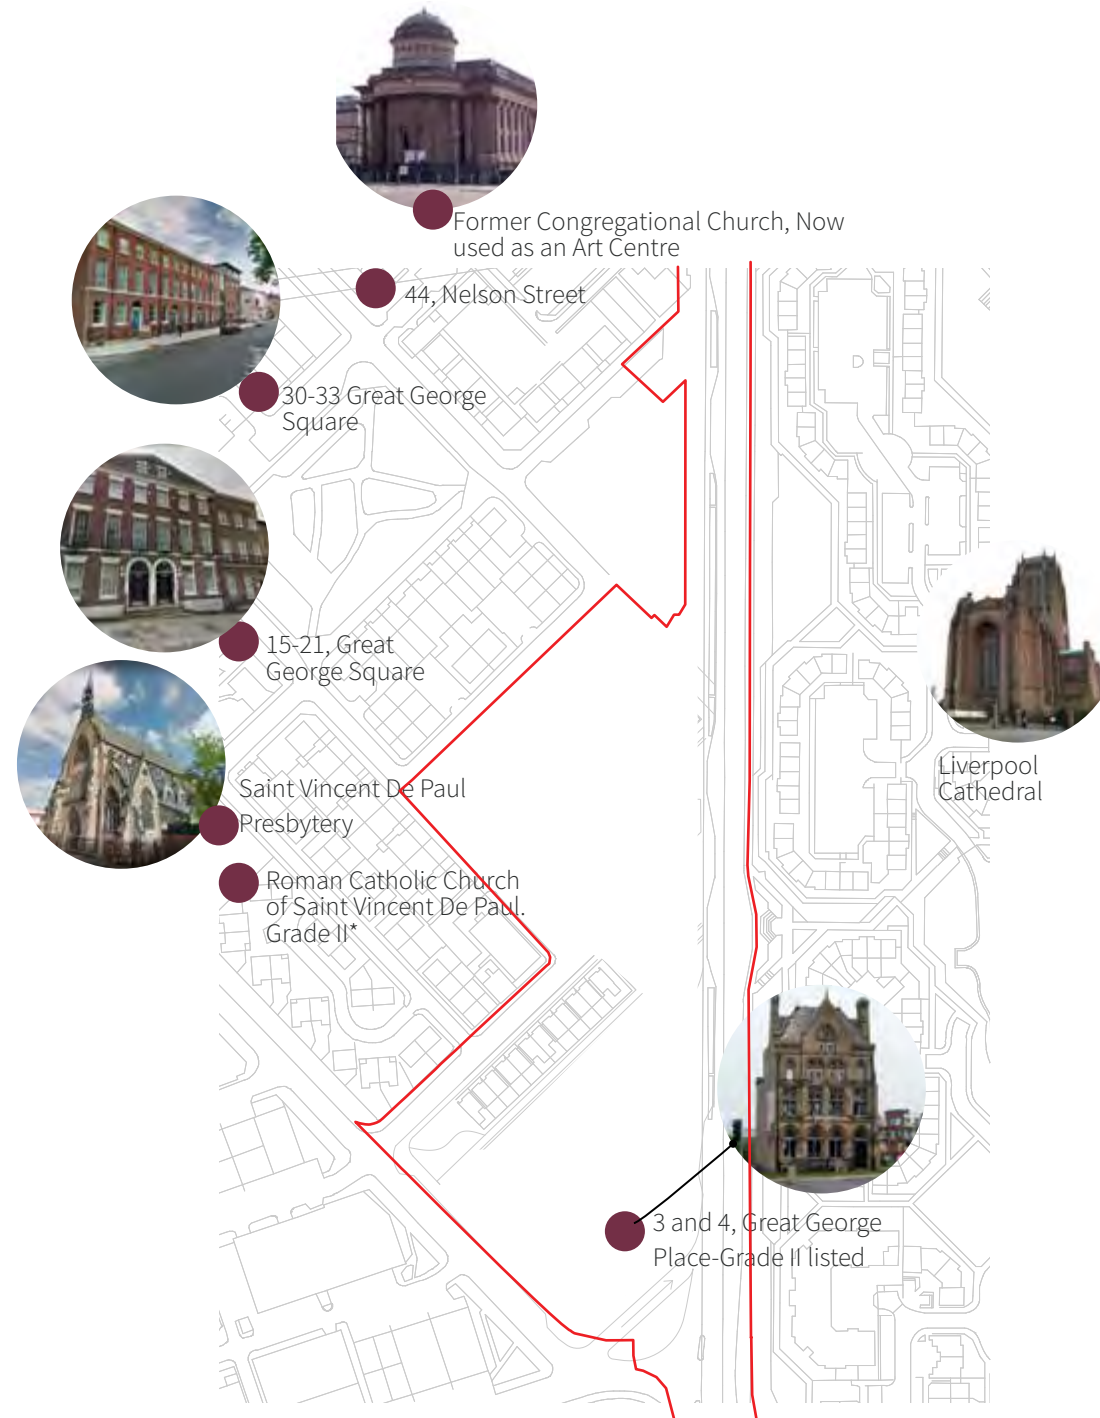 Former Congregational Church, Now
used as an Art Centre
44, Nelson Street
30-33 Great George
Square
15-21, Great
George Square
Saint Vincent De Paul
Presbytery
Roman Catholic Church
of Saint Vincent De Paul.
Grade II*
Liverpool
Cathedral
3 and 4, Great George
Place-Grade II listed